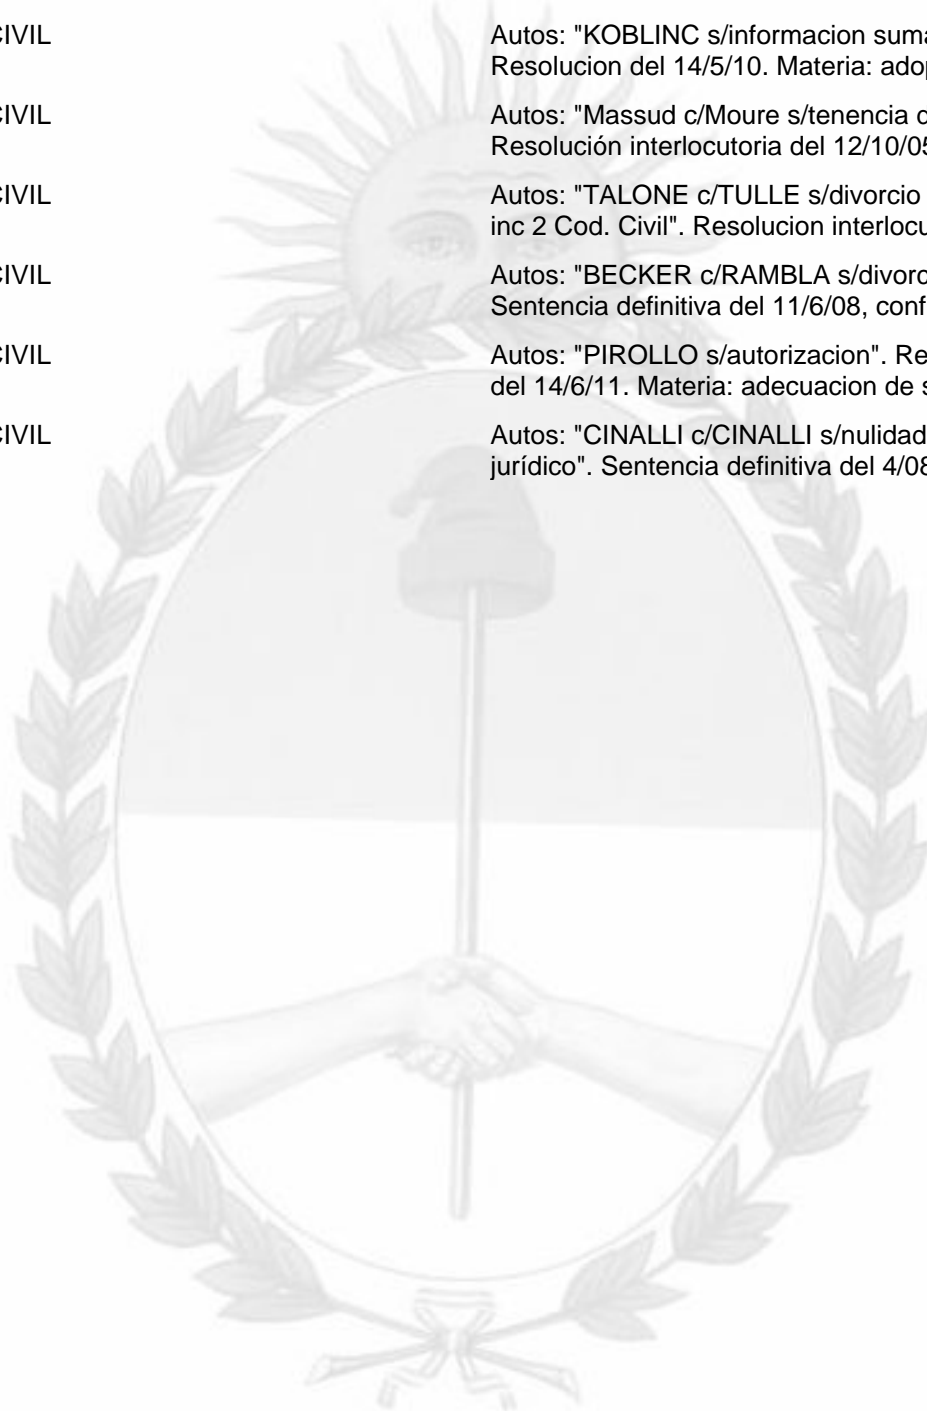 CIVIL Autos: "KOBLINC s/informacion suma
Resolucion del 14/5/10. Materia: adop
CIVIL Autos: "Massud c/Moure s/tenencia d
Resolución interlocutoria del 12/10/05
CIVIL Autos: "TALONE c/TULLE s/divorcio
inc 2 Cod. Civil". Resolucion interlocu
CIVIL Autos: "BECKER c/RAMBLA s/divorc
Sentencia definitiva del 11/6/08, conf
CIVIL Autos: "PIROLLO s/autorizacion". Re
del 14/6/11. Materia: adecuacion de s
CIVIL Autos: "CINALLI c/CINALLI s/nulidad
jurídico". Sentencia definitiva del 4/08